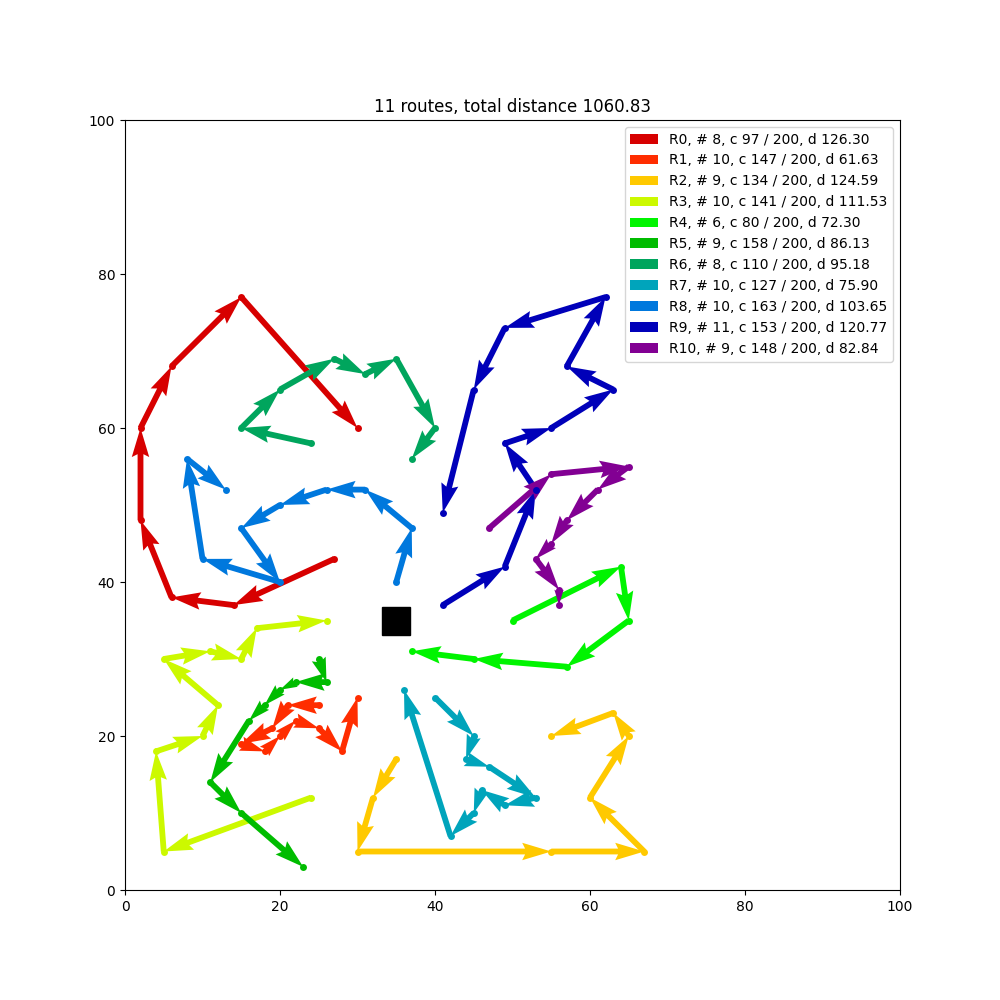 11 routes, total distance 1060.83
R0, # 8, c 97 / 200, d 126.30
R1, # 10, c 147 / 200, d 61.63
R2, # 9, c 134 / 200, d 124.59
R3, # 10, c 141 / 200, d 111.53
R4, # 6, c 80 / 200, d 72.30
R5, # 9, c 158 / 200, d 86.13
R6, # 8, c 110 / 200, d 95.18
R7, # 10, c 127 / 200, d 75.90
R8, # 10, c 163 / 200, d 103.65
R9, # 11, c 153 / 200, d 120.77
R10, # 9, c 148 / 200, d 82.84
100
80
60
40
20
0
0 20 40 60 80 100